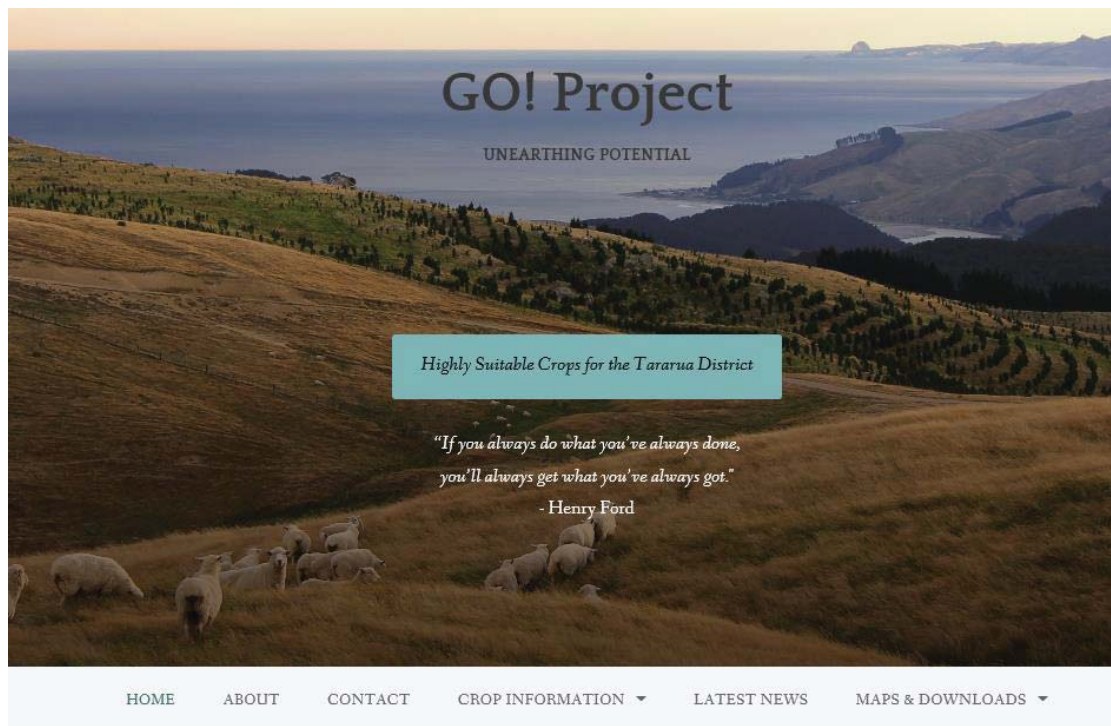 GO! Project
UNEARTHING POTENTIAL
Highly Suitable Crops for the Tararua District
“If you always do what you’ve always done,
you’ll always get what you’ve always got."
- Henry Ford
HOME ABOUT CONTACT CROP INFORMATION LATEST NEWS MAPS & DOWNLOADS